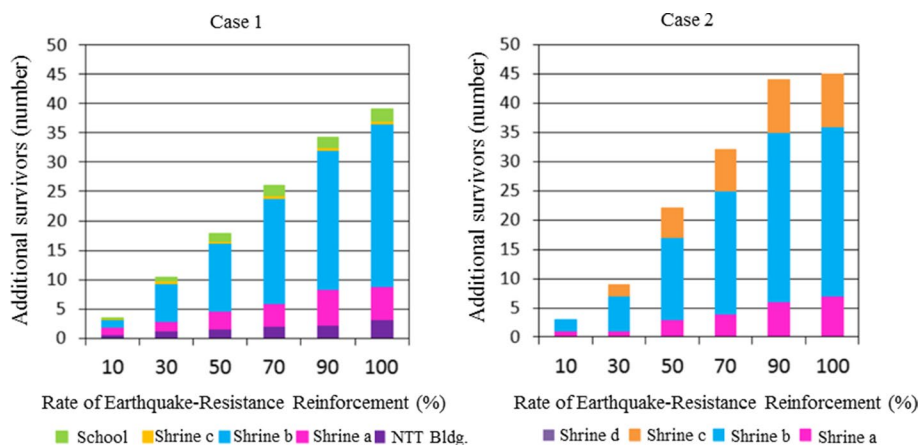 Case 1
Additional survivors (number)
50
45
40
35
30
25
20
15
10
5
0
10 30 50 70 90 100
Rate of Earthquake-Resistance Reinforcement (%)
School Shrine c Shrine b Shrine a NTT Bldg.
Case 2
Additional survivors (number)
50
45
40
35
30
25
20
15
10
5
0
10 30 50 70 90 100
Rate of Earthquake-Resistance Reinforcement (%)
Shrine d Shrine c Shrine b Shrine a